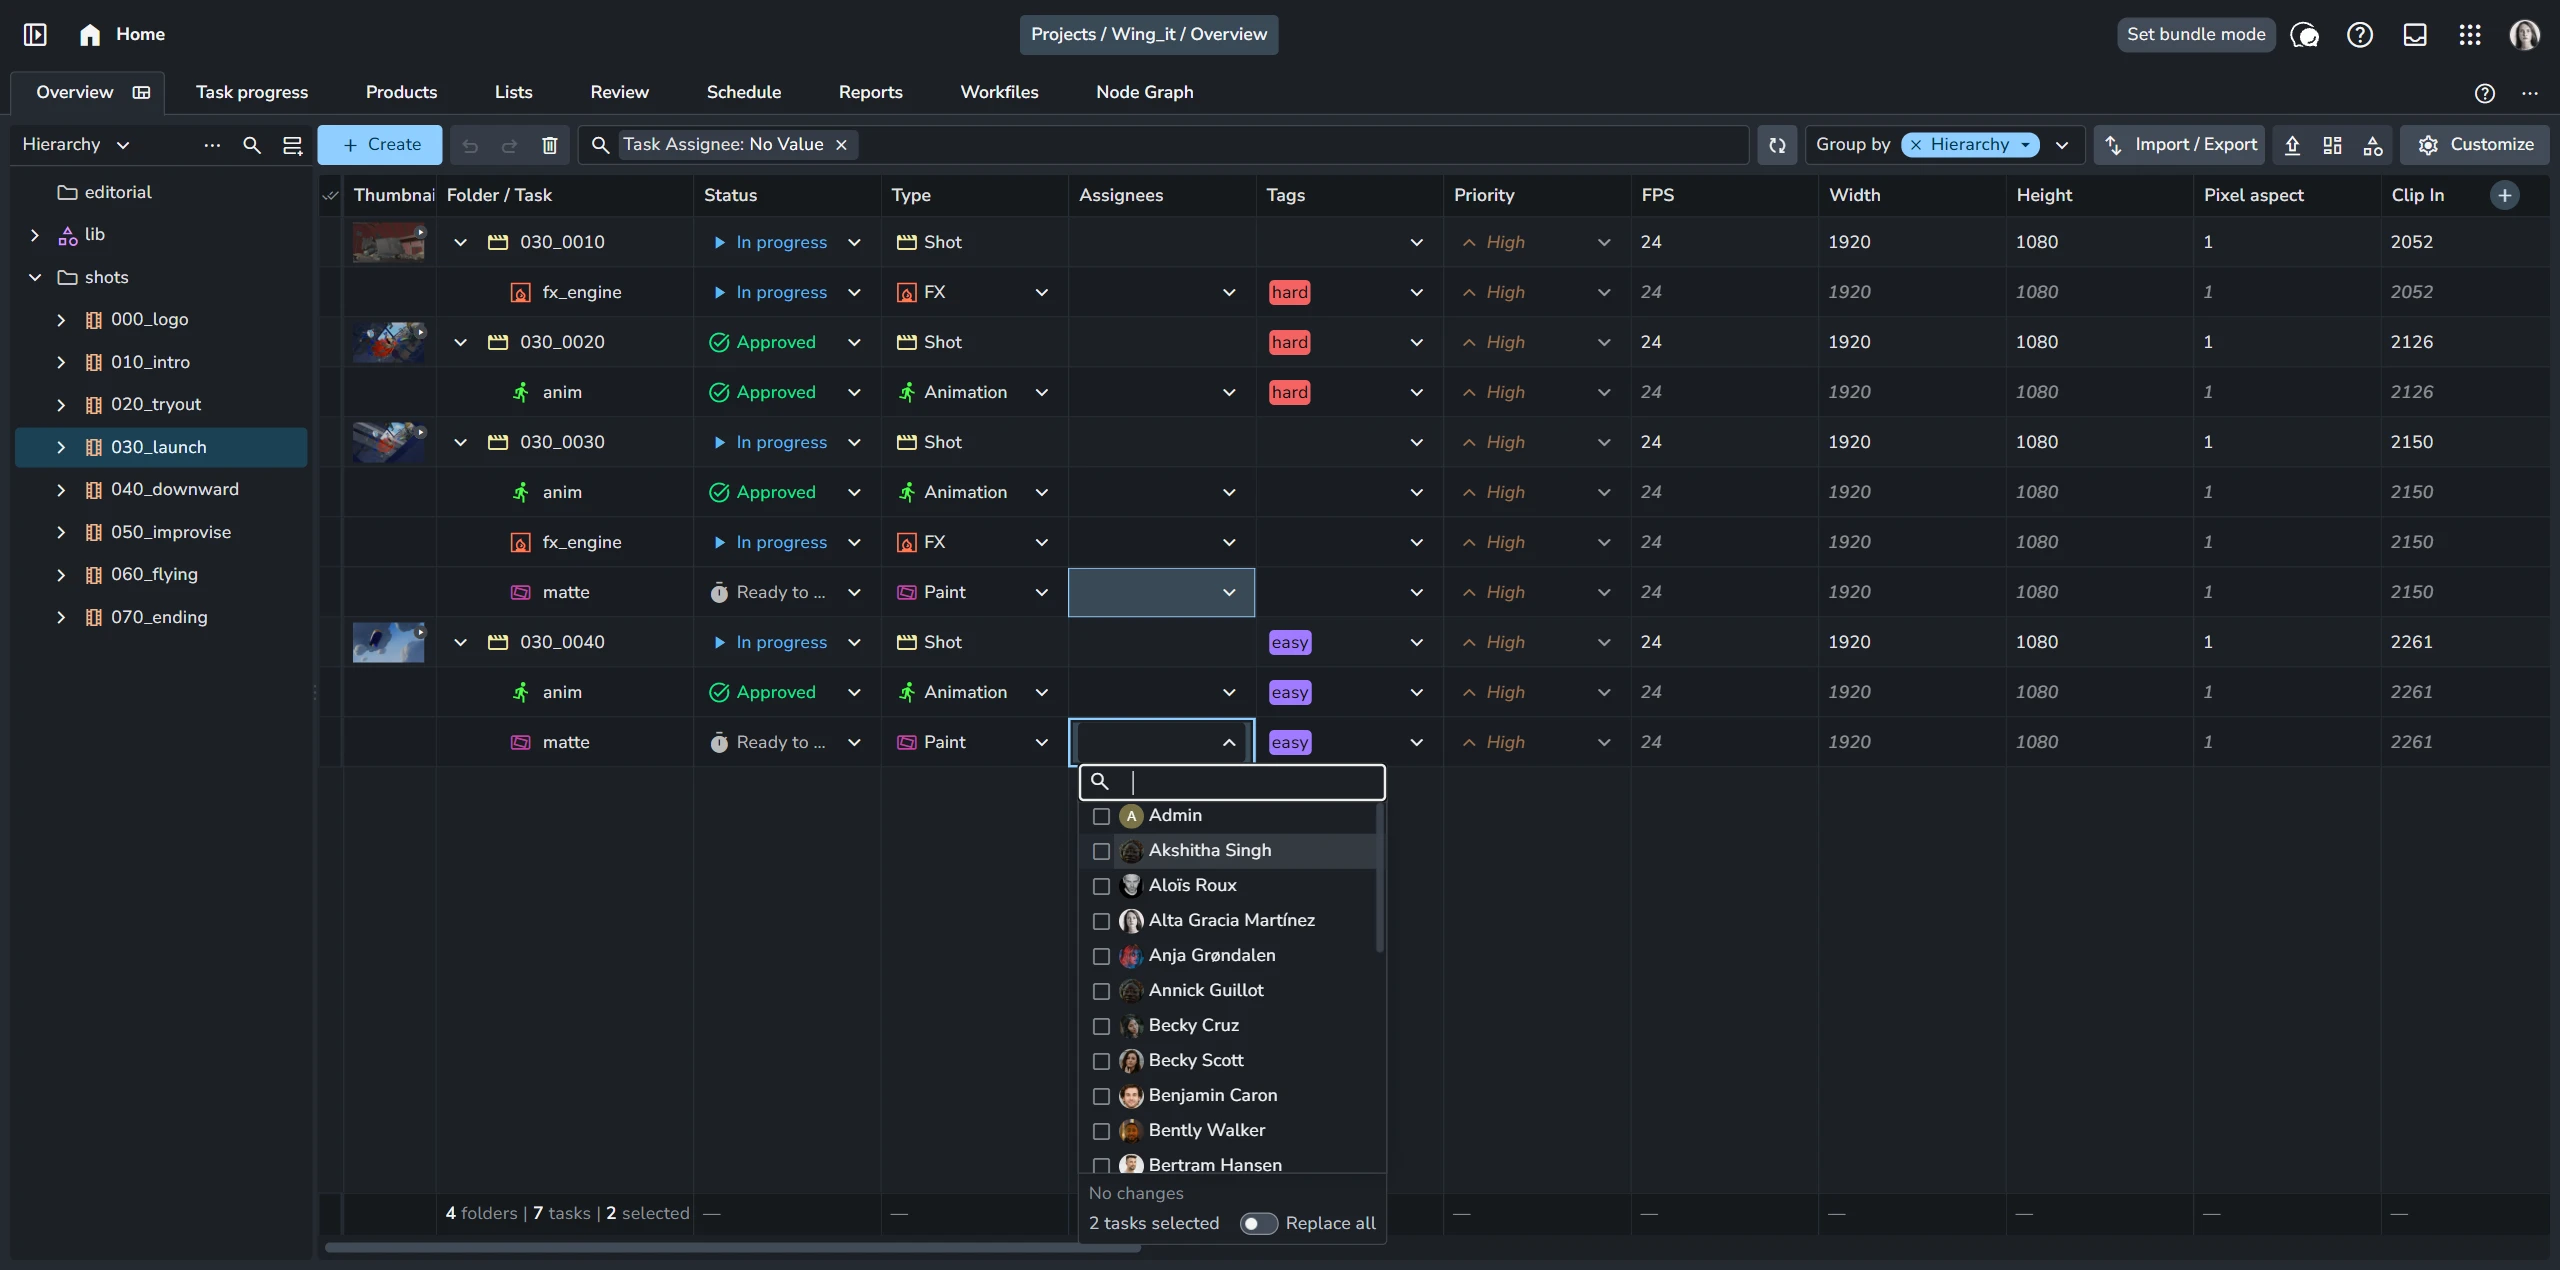 Home
Projects / Wing_it / Overview
Set bundle mode
Overview Task progress Products Lists Review Schedule Reports Workfiles Node Graph
Hierarchy
Create
Task Assignee: No Value
Group by Hierarchy
Import / Export
Customize
editorial
lib
shots
000_logo
010_intro
020_tryout
030_launch
040_downward
050_improvise
060_flying
070_ending
Thumbnai Folder / Task Status Type Assignees Tags Priority FPS Width Height Pixel aspect Clip In
030_0010 In progress Shot High 24 1920 1080 1 2052
fx_engine In progress FX hard High 24 1920 1080 1 2052
030_0020 Approved Shot hard High 24 1920 1080 1 2126
anim Approved Animation hard High 24 1920 1080 1 2126
030_0030 In progress Shot High 24 1920 1080 1 2150
anim Approved Animation High 24 1920 1080 1 2150
fx_engine In progress FX High 24 1920 1080 1 2150
matte Ready to ... Paint High 24 1920 1080 1 2150
030_0040 In progress Shot easy High 24 1920 1080 1 2261
anim Approved Animation easy High 24 1920 1080 1 2261
matte Ready to ... Paint easy High 24 1920 1080 1 2261
A Admin
Akshitha Singh
Aloïs Roux
Alta Gracia Martínez
Anja Grøndalen
Annick Guillot
Becky Cruz
Becky Scott
Benjamin Caron
Bently Walker
Bertram Hansen
No changes
2 tasks selected Replace all
4 folders | 7 tasks | 2 selected — — — — — — — —